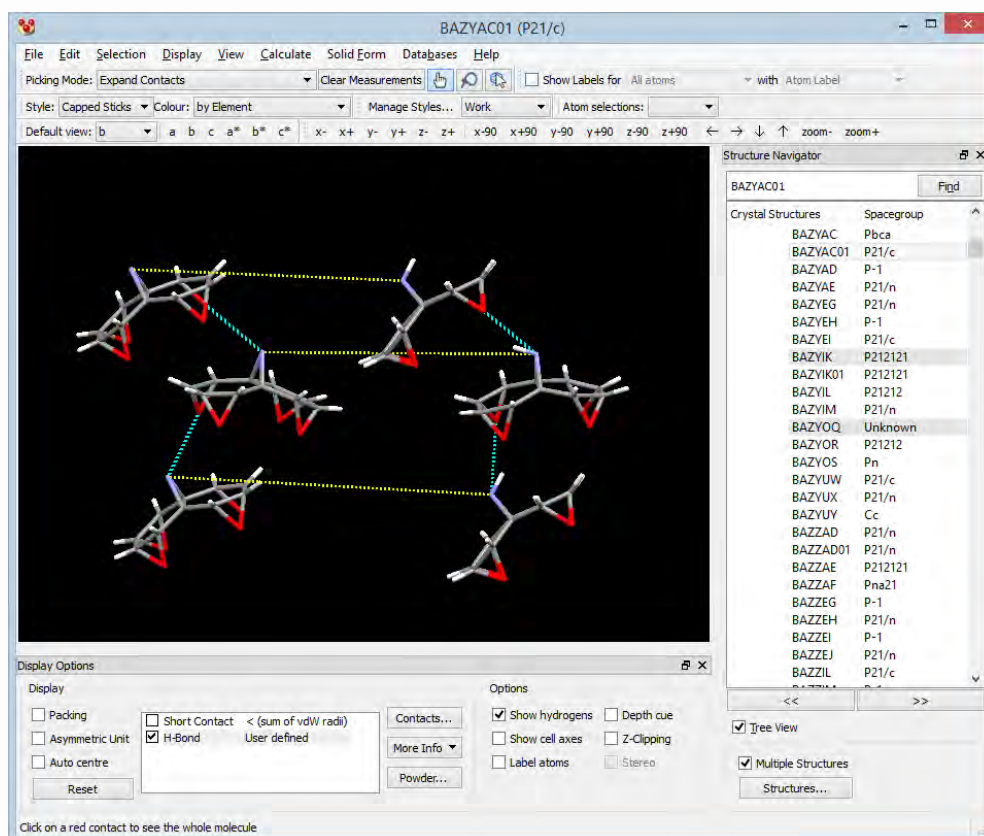 BAZYAC01 (P21/c)
File Edit Selection Display View Calculate Solid Form Databases Help
Picking Mode: Expand Contacts Clear Measurements Show Labels for All atoms with Atom Label
Style: Capped Sticks Colour: by Element Manage Styles... Work Atom selections:
Default view: b a b c a* b* c* x- x+ y- y+ z- z+ x-90 x+90 y-90 y+90 z-90 z+90 ← → ↓ ↑ zoom- zoom+
Structure Navigator
BAZYAC01 Find
Crystal Structures Spacegroup
BAZYAC Pbca
BAZYAC01 P21/c
BAZYAD P-1
BAZYAE P21/n
BAZYEG P21/n
BAZYEH P-1
BAZYEI P21/c
BAZYIK P212121
BAZYIK01 P212121
BAZYIL P21212
BAZYIM P21/n
BAZYOQ Unknown
BAZYOR P21212
BAZYOS Pn
BAZYUW P21/c
BAZYUX P21/n
BAZYUY Cc
BAZZAD P21/n
BAZZAD01 P21/n
BAZZAE P212121
BAZZAF Pna21
BAZZEG P-1
BAZZEH P21/n
BAZZEI P-1
BAZZEJ P21/n
BAZZIL P21/c
<< >>
Tree View
Multiple Structures
Structures...
Display Options
Display
Packing
Asymmetric Unit
Auto centre
Reset
Short Contact < (sum of vdW radii)
H-Bond User defined
Contacts...
More Info
Powder...
Options
Show hydrogens Depth cue
Show cell axes Z-Clipping
Label atoms Stereo
Click on a red contact to see the whole molecule